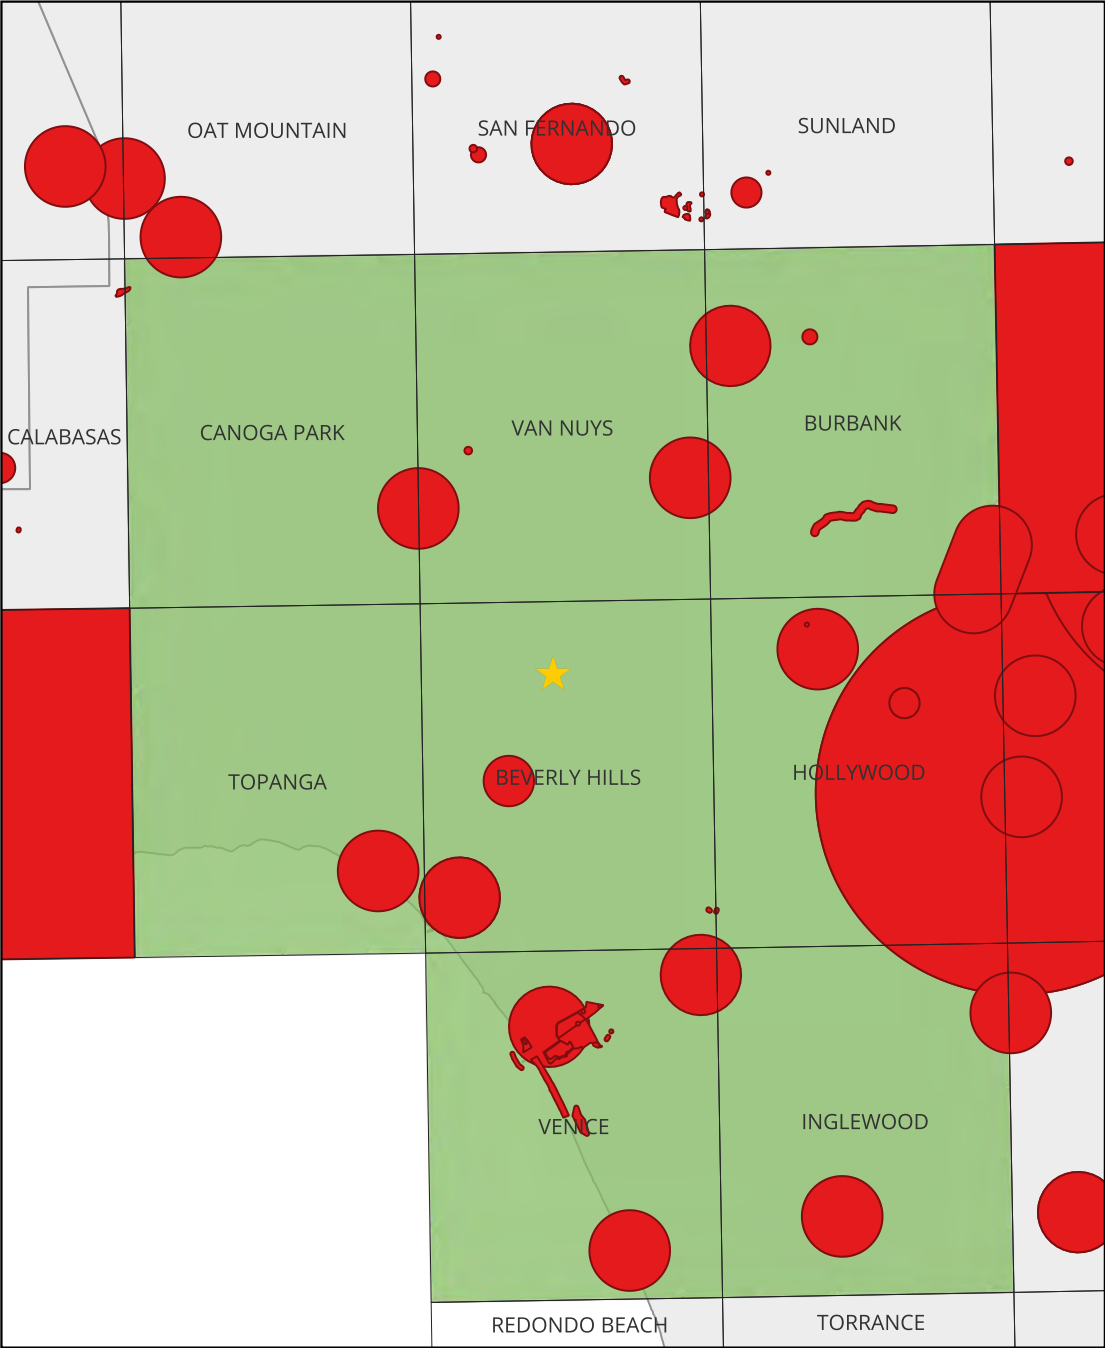 OAT MOUNTAIN
SAN FERNANDO
SUNLAND
CALABASAS
CANOGA PARK
VAN NUYS
BURBANK
TOPANGA
BEVERLY HILLS
HOLLYWOOD
VENICE
INGLEWOOD
REDONDO BEACH
TORRANCE